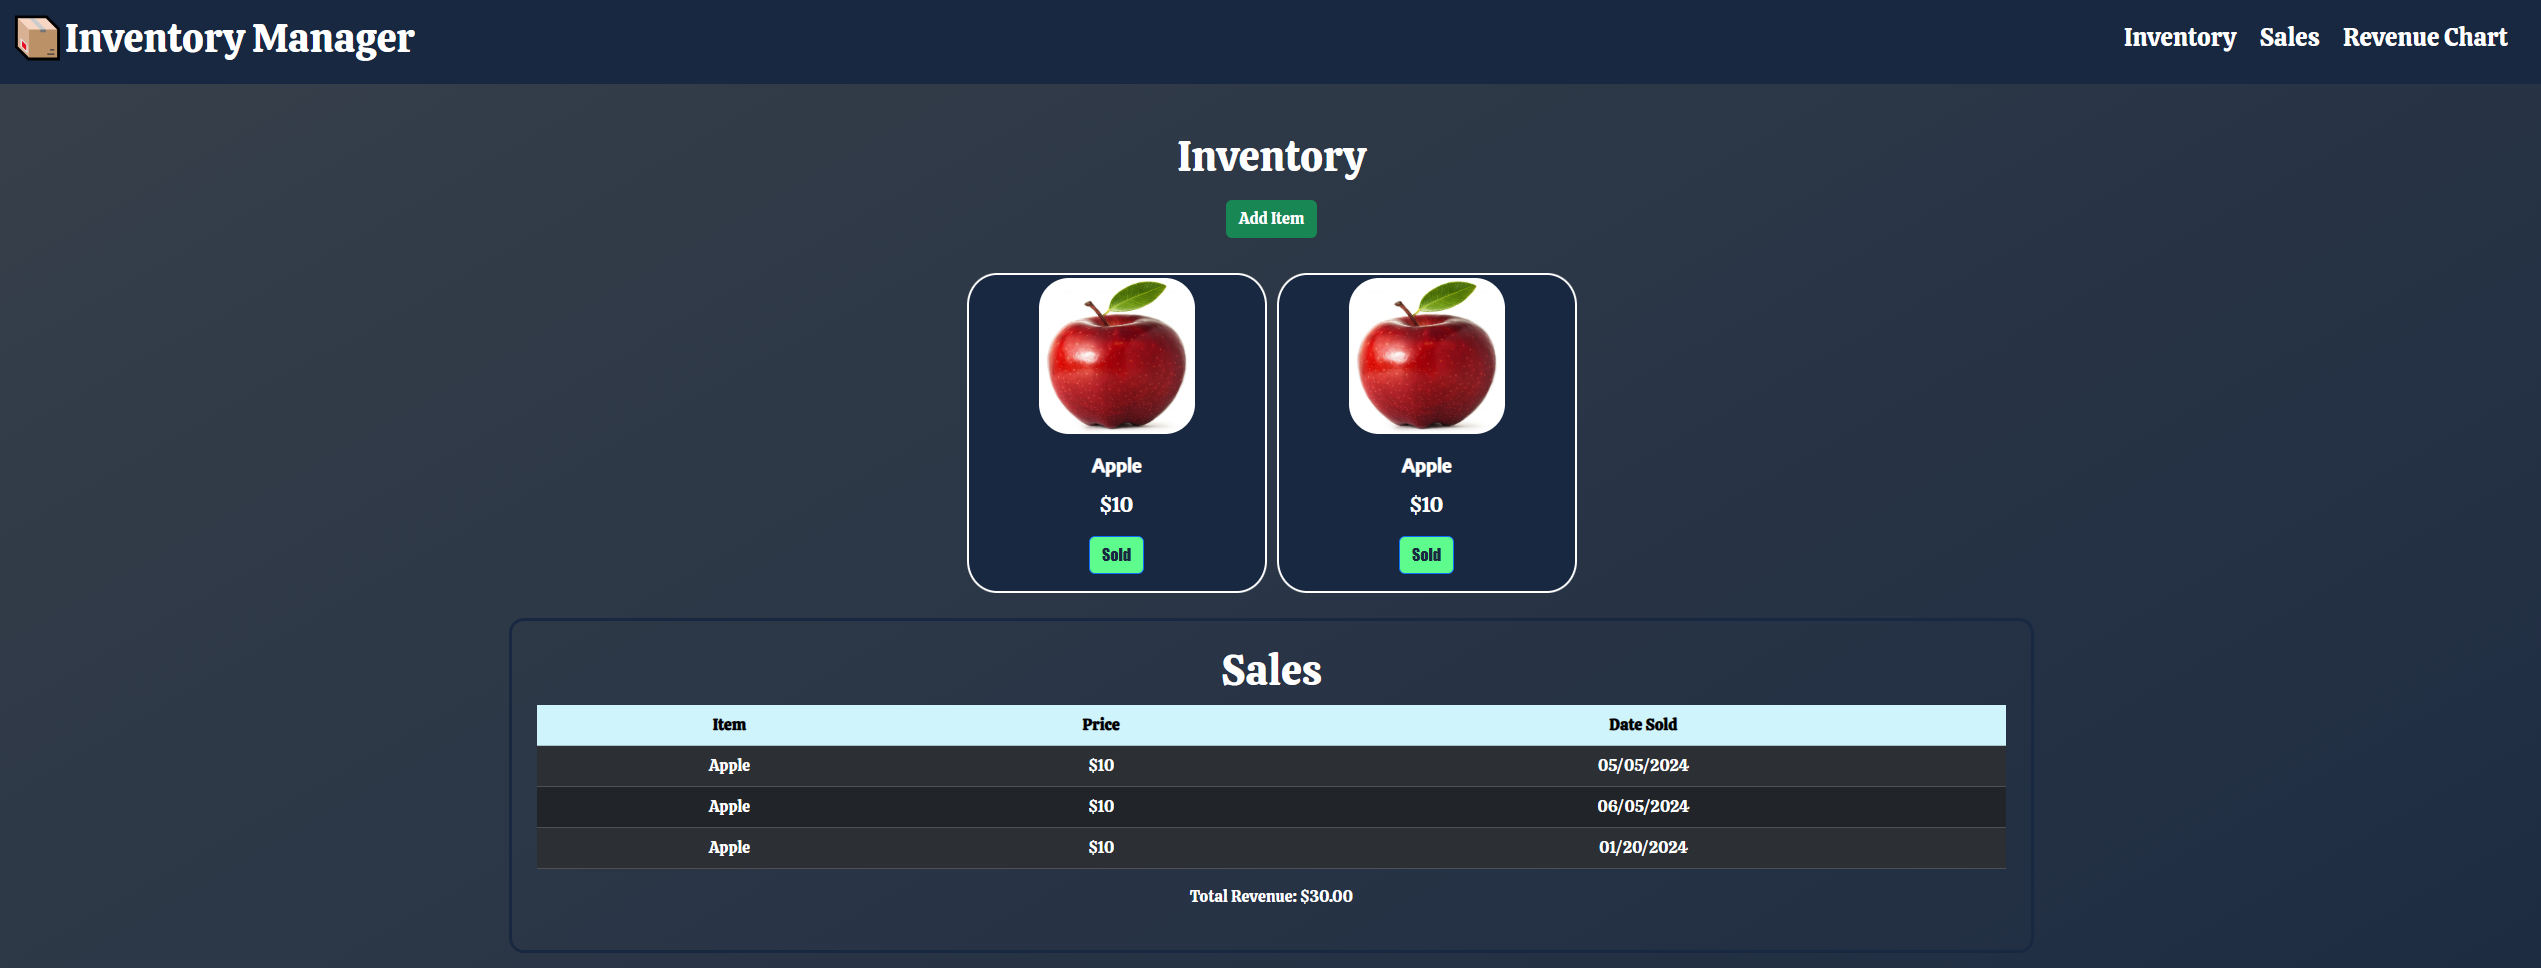 Inventory Manager
Inventory Sales Revenue Chart
Inventory
Add Item
Apple Apple
$10 $10
Sold Sold
Sales
Item Price Date Sold
Apple $10 05/05/2024
Apple $10 06/05/2024
Apple $10 01/20/2024
Total Revenue: $30.00